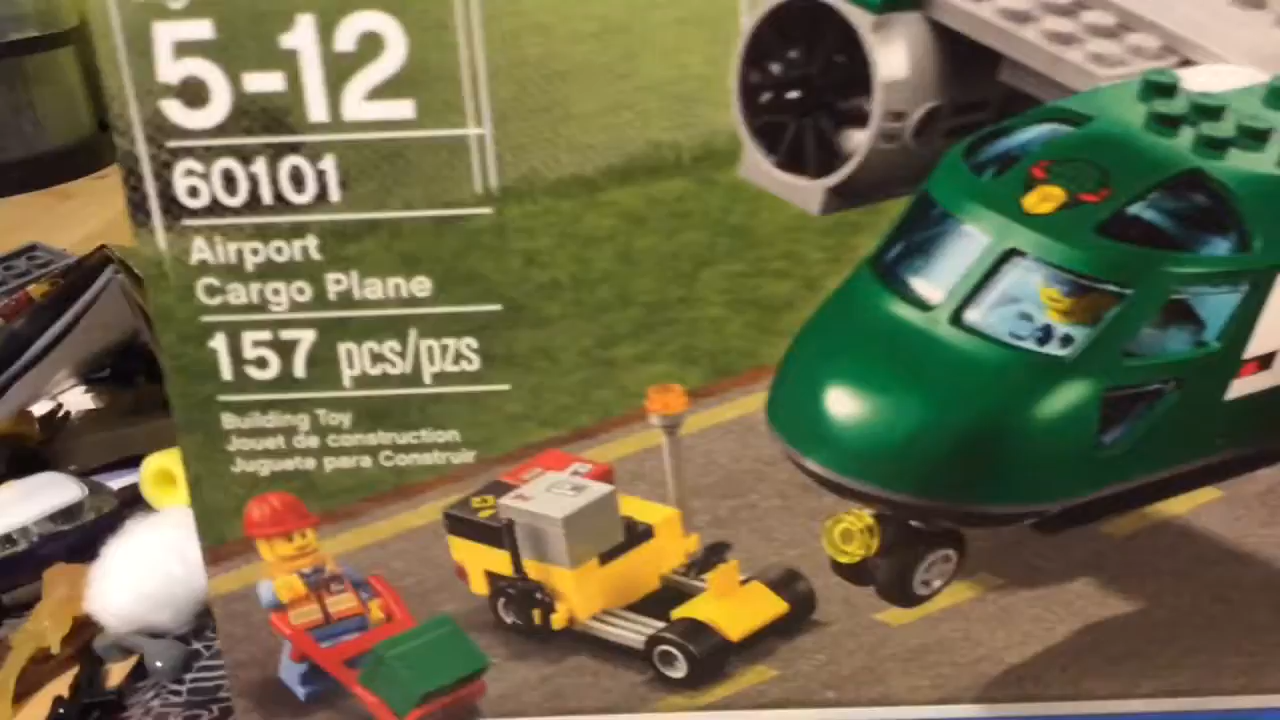 5-12
60101
Airport
Cargo Plane
157 pcs/pzs
Building Toy
Jouet de construction
Juguete para Construir